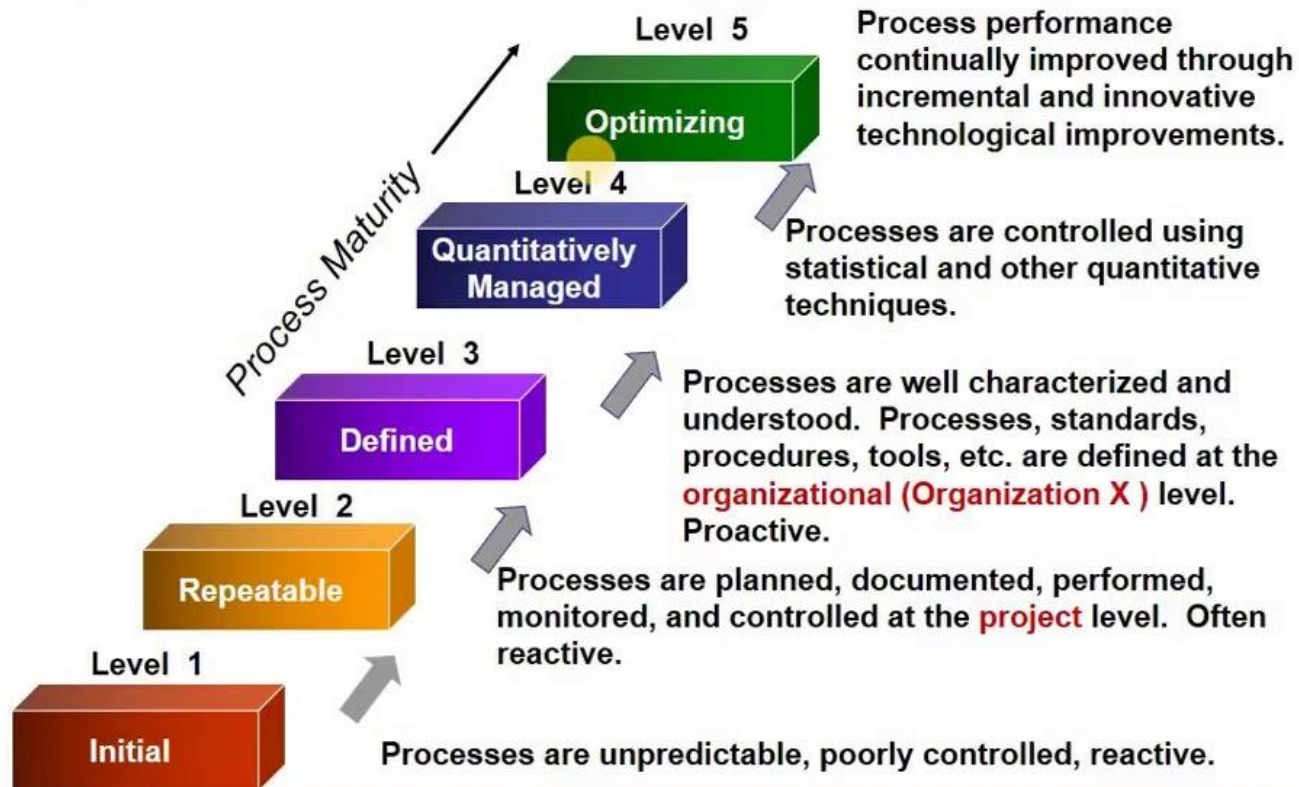 Level 5
Optimizing
Process performance
continually improved through
incremental and innovative
technological improvements.
Process Maturity
Level 4
Quantitatively
Managed
Processes are controlled using
statistical and other quantitative
techniques.
Level 3
Defined
Processes are well characterized and
understood. Processes, standards,
procedures, tools, etc. are defined at the
organizational (Organization X ) level.
Proactive.
Level 2
Repeatable
Processes are planned, documented, performed,
monitored, and controlled at the project level. Often
reactive.
Level 1
Initial
Processes are unpredictable, poorly controlled, reactive.